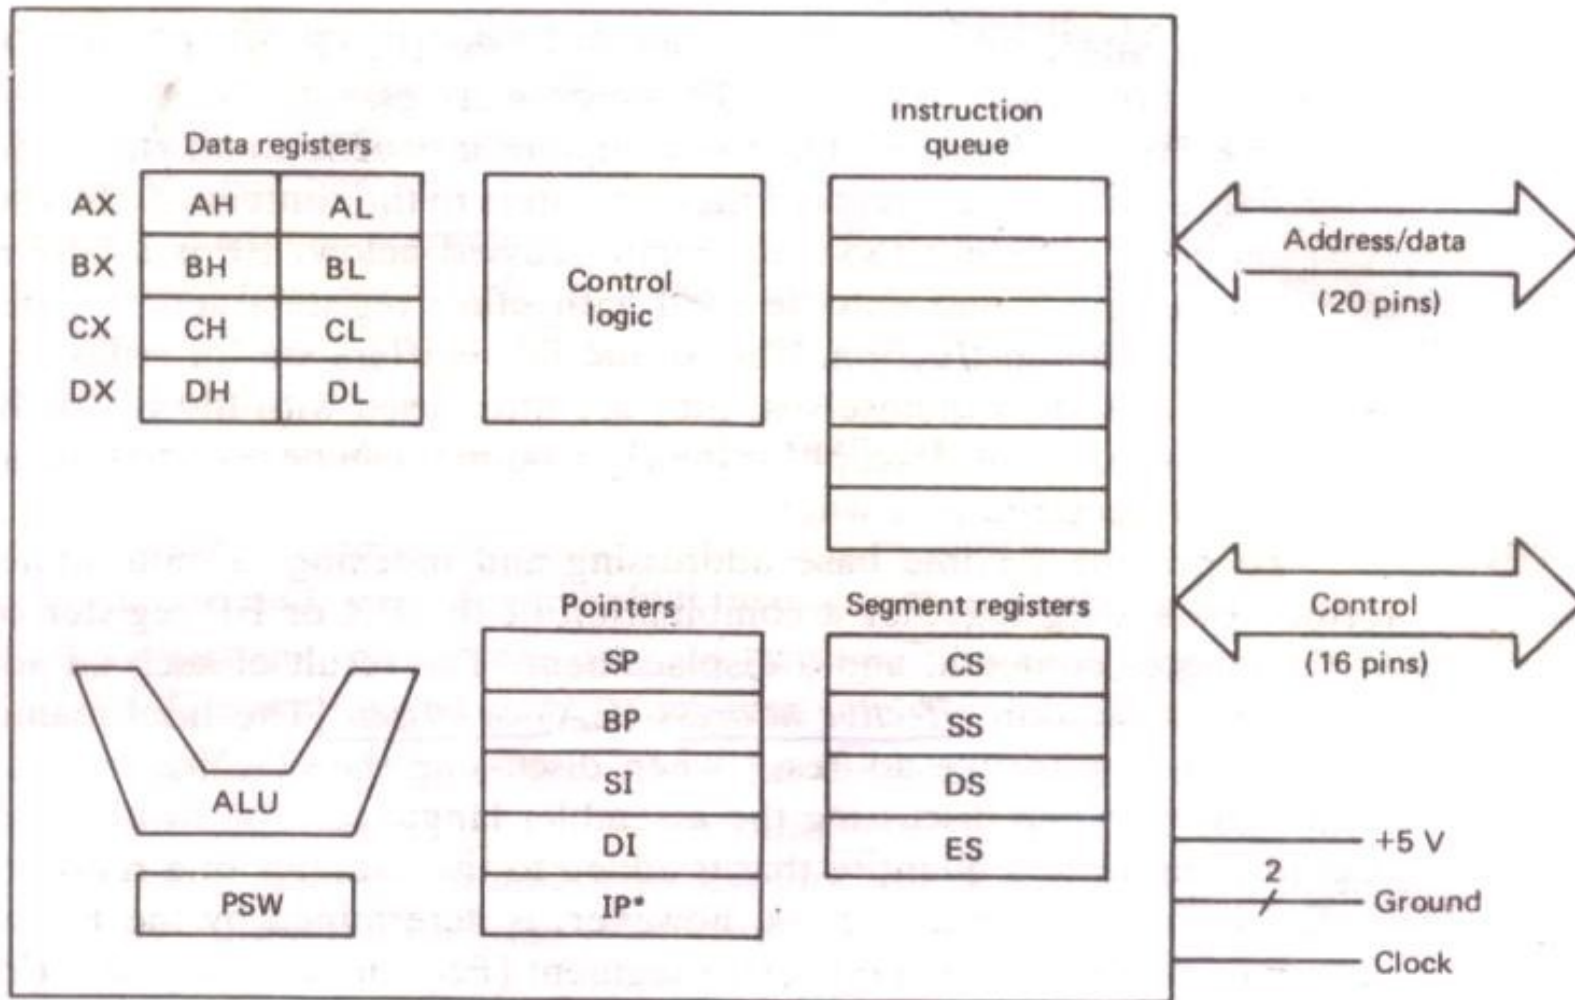 Data registers
AX AH AL
BX BH BL
CX CH CL
DX DH DL
Control
logic
Instruction
queue
Address/data
(20 pins)
Pointers
SP
BP
SI
DI
IP*
Segment registers
CS
SS
DS
ES
Control
(16 pins)
ALU
PSW
+5 V
2
Ground
Clock